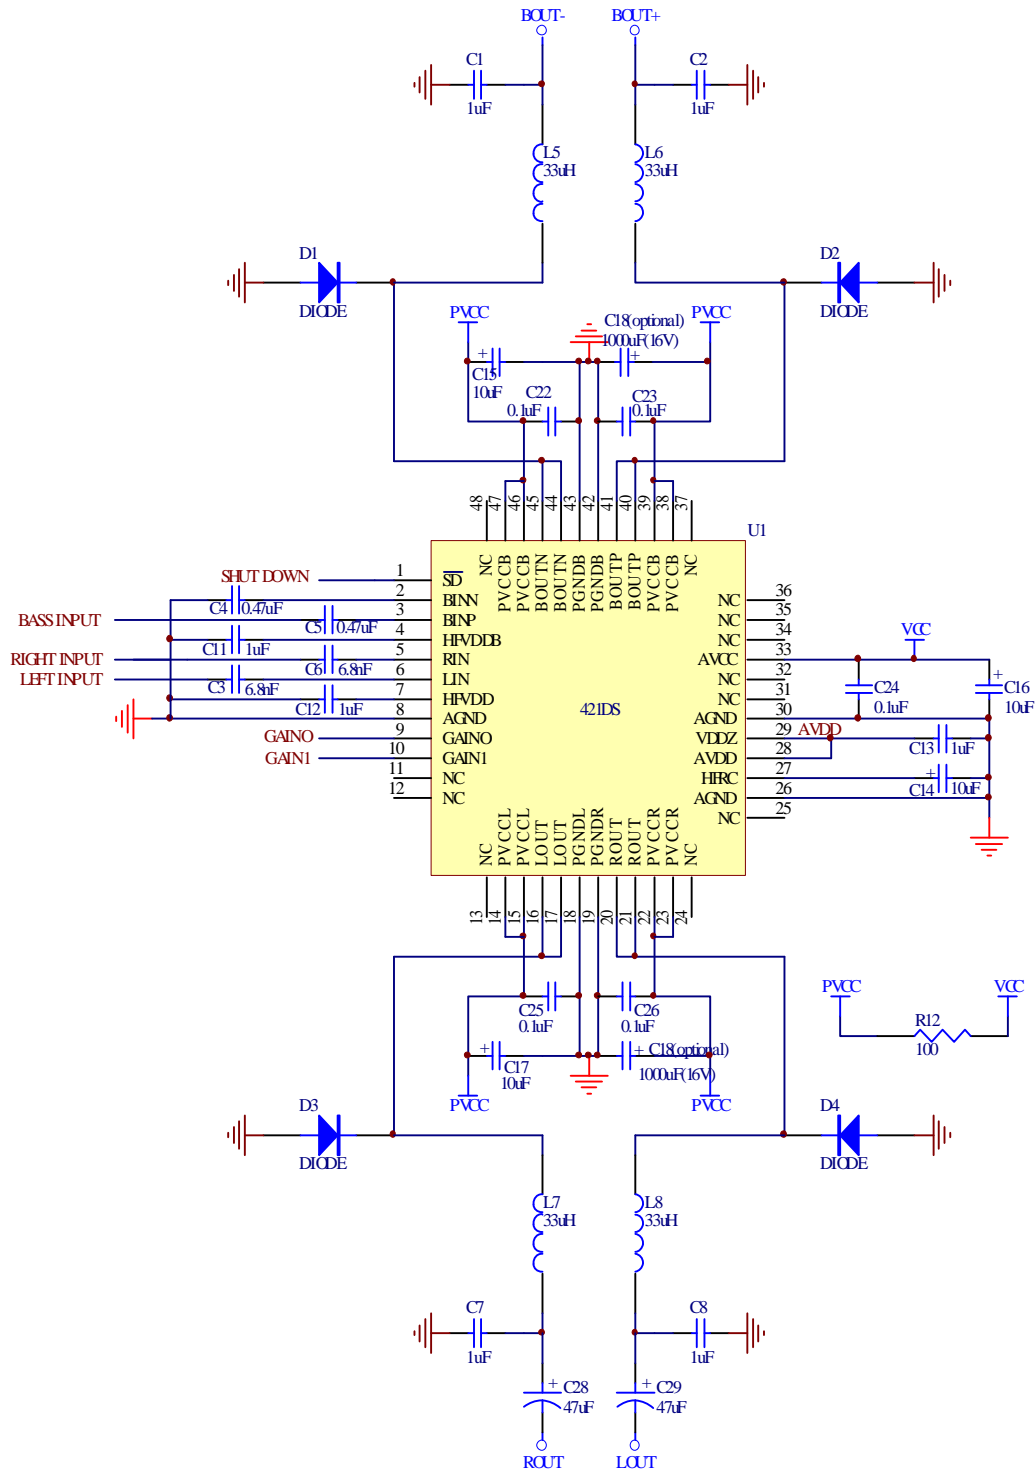 BOUT-
BOUT+
C1
1uF
C2
1uF
L5
33uH
L6
33uH
D1
DIODE
D2
DIODE
PVCC
C18(optional)
1000uF(16V)
PVCC
+
C15
10uF
+
C22
0.1uF
C23
0.1uF
48
47
46
45
44
43
42
41
40
39
38
37
U1
NC
PVCCB
PVCCB
BOUTN
BOUTN
PGNDB
PGNDB
BOUTP
BOUTP
PVCCB
PVCCB
NC
SHUT DOWN
1
SD
C4
0.47uF
2
BINN
BASS INPUT
C5
0.47uF
3
BINP
C11
1uF
4
HFVDDB
RIGHT INPUT
C6
6.8nF
5
RIN
LEFT INPUT
C3
6.8nF
6
LIN
C12
1uF
7
HFVDD
8
AGND
GAIN0
9
GAIN0
GAIN1
10
GAIN1
11
NC
12
NC
421DS
NC
36
NC
35
NC
34
AVCC
33
NC
32
NC
31
AGND
30
VDDZ
29
AVDD
28
HFRC
27
AGND
26
NC
25
VCC
C24
0.1uF
+
C16
10uF
AVDD
C13
1uF
+
C14
10uF
NC
PVCCL
PVCCL
LOUT
LOUT
PGNDL
PGNDR
ROUT
ROUT
PVCCR
PVCCR
NC
13
14
15
16
17
18
19
20
21
22
23
24
C25
0.1uF
C26
0.1uF
+
C17
10uF
+
C18(optional)
1000uF(16V)
PVCC
PVCC
PVCC
VCC
R12
100
D3
DIODE
D4
DIODE
L7
33uH
L8
33uH
C7
1uF
C8
1uF
+
C28
47uF
+
C29
47uF
ROUT
LOUT